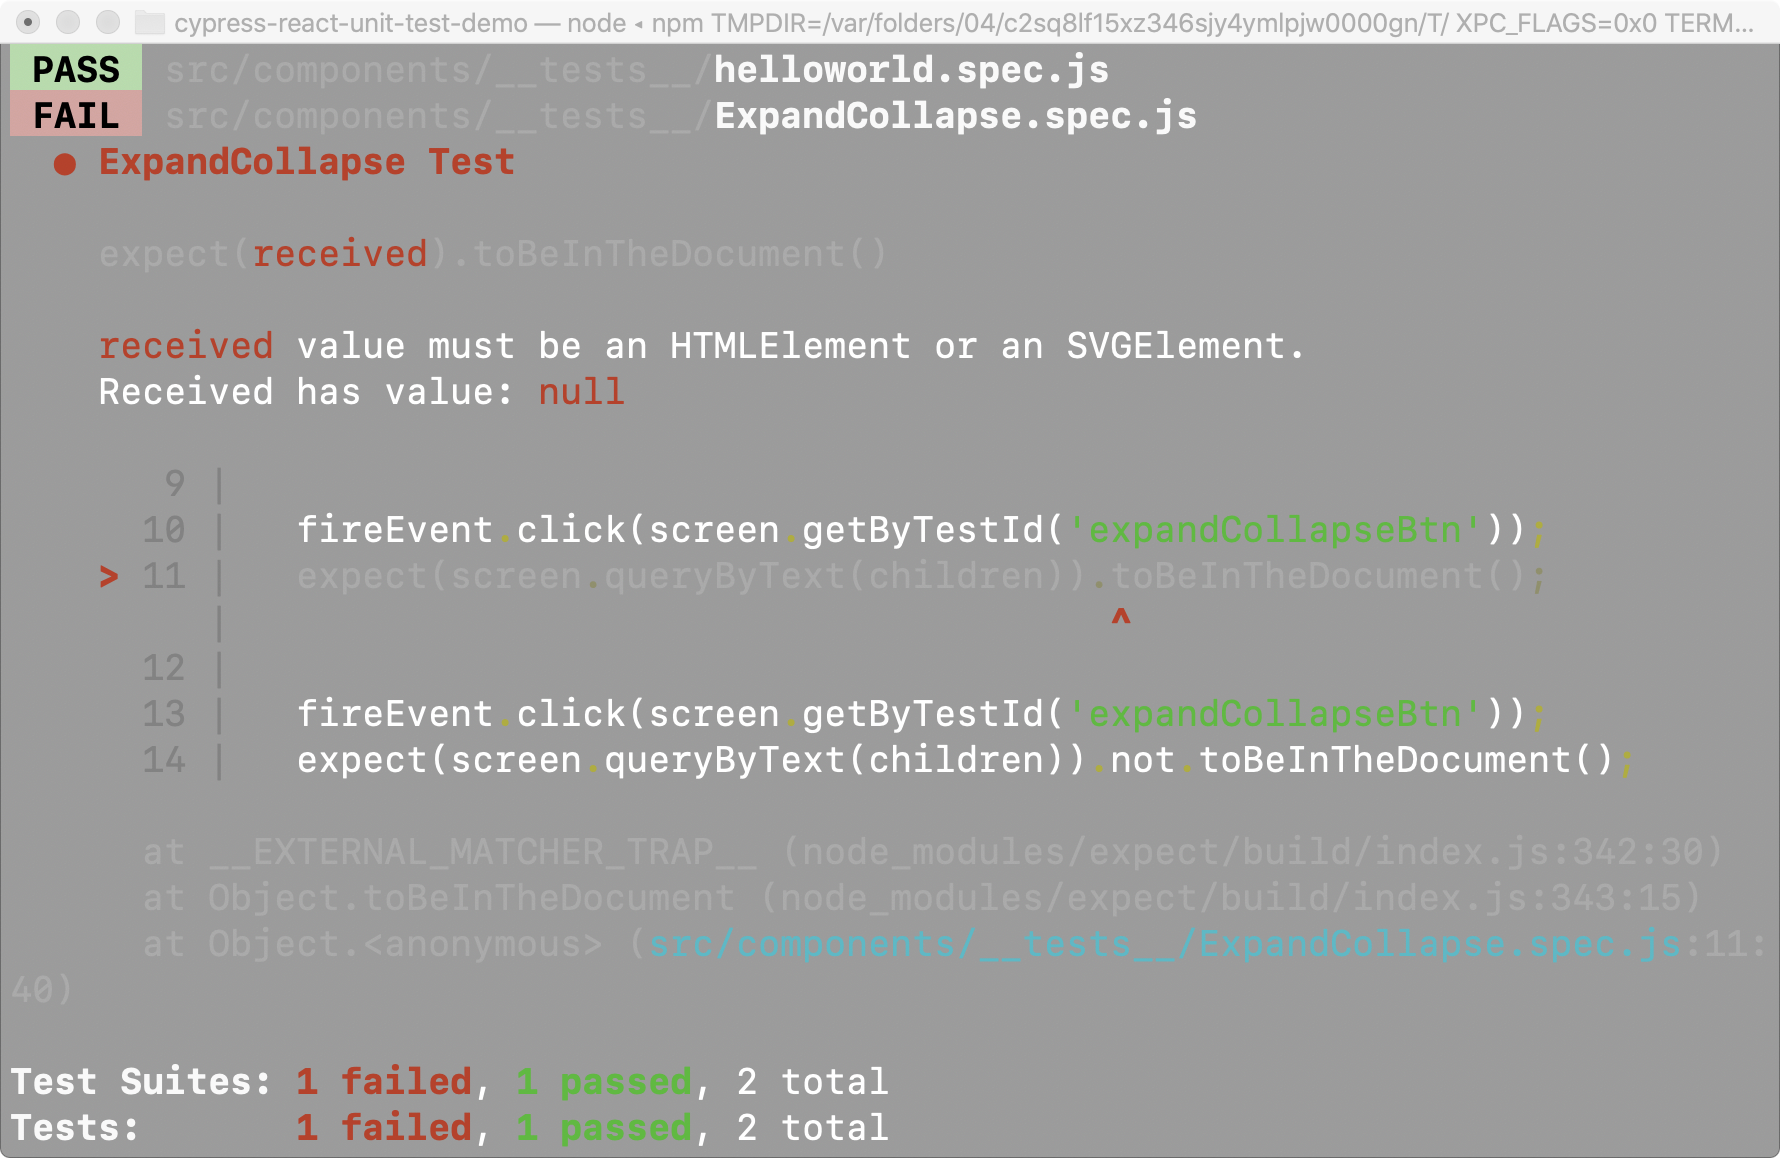 cypress-react-unit-test-demo — node ◂ npm TMPDIR=/var/folders/04/c2sq8lf15xz346sjy4ymlpjw0000gn/T/ XPC_FLAGS=0x0 TERM...
PASS src/components/__tests__/helloworld.spec.js
FAIL src/components/__tests__/ExpandCollapse.spec.js
● ExpandCollapse Test
expect(received).toBeInTheDocument()
received value must be an HTMLElement or an SVGElement.
Received has value: null
9 |
10 | fireEvent.click(screen.getByTestId('expandCollapseBtn'));
> 11 | expect(screen.queryByText(children)).toBeInTheDocument();
| ^
12 |
13 | fireEvent.click(screen.getByTestId('expandCollapseBtn'));
14 | expect(screen.queryByText(children)).not.toBeInTheDocument();
at __EXTERNAL_MATCHER_TRAP__ (node_modules/expect/build/index.js:342:30)
at Object.toBeInTheDocument (node_modules/expect/build/index.js:343:15)
at Object.<anonymous> (src/components/__tests__/ExpandCollapse.spec.js:11:
40)
Test Suites: 1 failed, 1 passed, 2 total
Tests: 1 failed, 1 passed, 2 total